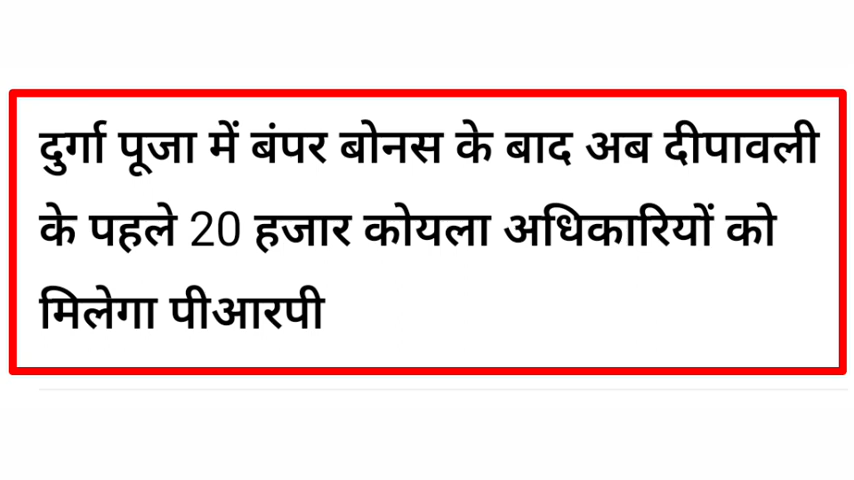 दुर्गा पूजा में बंपर बोनस के बाद अब दीपावली
के पहले 20 हजार कोयला अधिकारियों को
मिलेगा पीआरपी